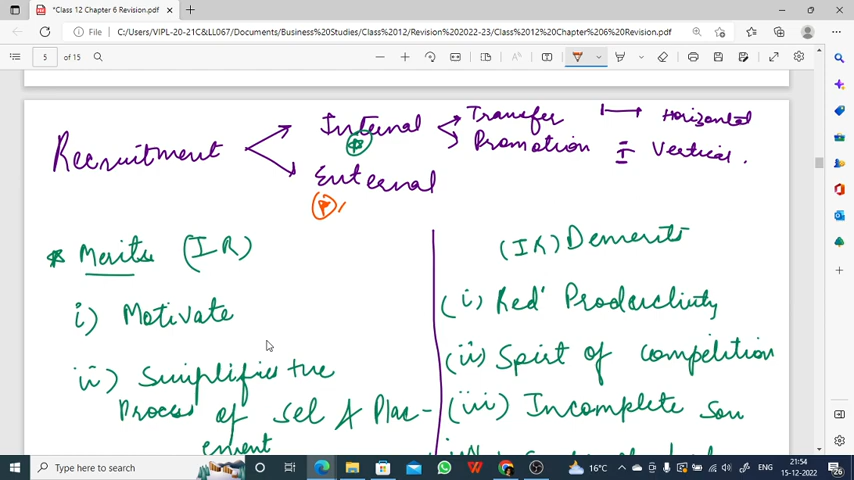 *Class 12 Chapter 6 Revision.pdf
File C:/Users/VIPL-20-21C&LL067/Documents/Business%20Studies/Class%2012/Revision%202022-23/Class%2012%20Chapter%206%20Revision.pdf
5 of 15
Recruitment
Internal
Transfer
Horizontal
Promotion
Vertical.
External
Merits (IR)
(IR) Demerits
i) Motivate
(i) Red' Productivity
ii) Simplifies the
(ii) Spirit of competition
Process of sel & Plac-
(iii) Incomplete sou
ement
Type here to search
16°C
ENG
21:54
15-12-2022
26